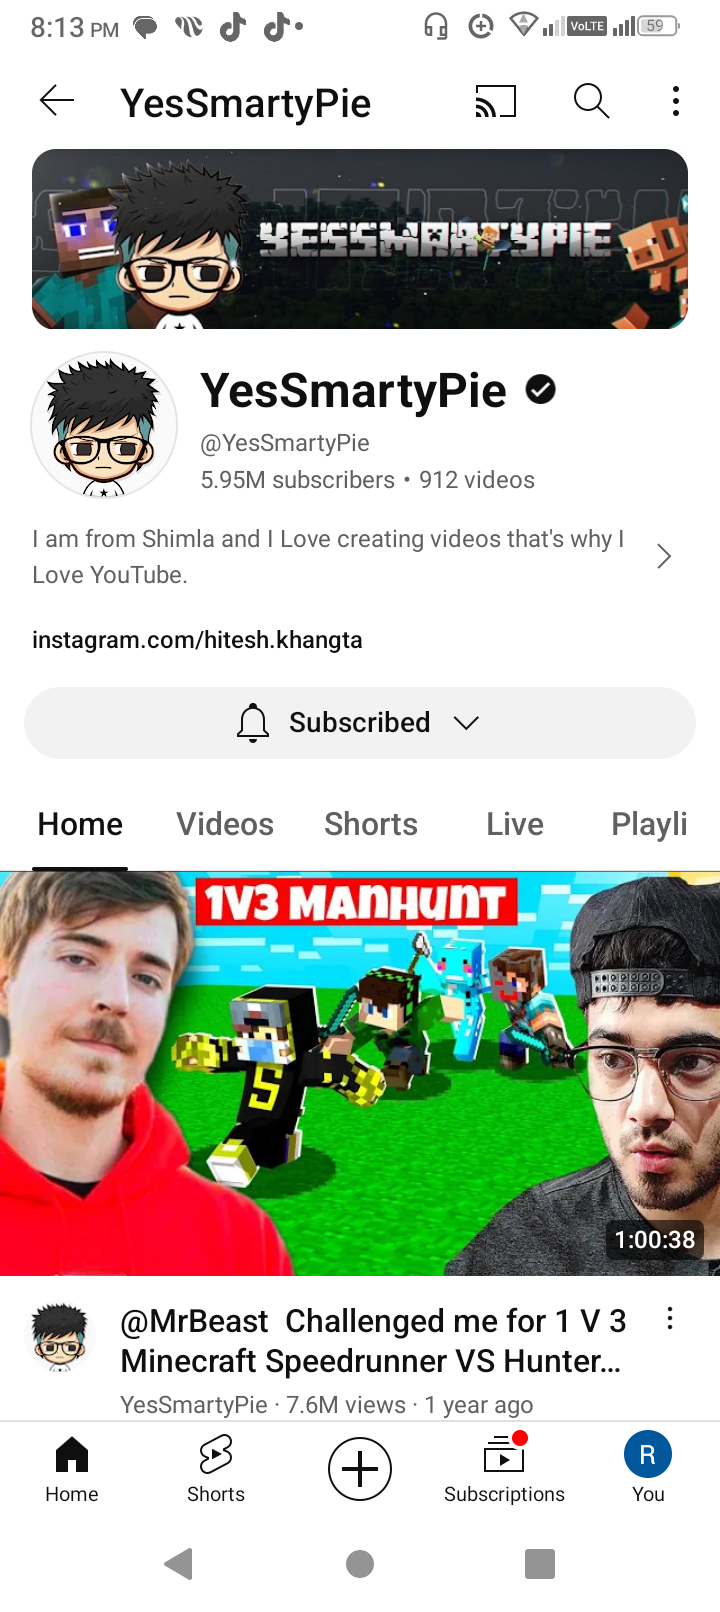 8:13 PM
VoLTE
59
YesSmartyPie
YESSMARTYPIE
YesSmartyPie
@YesSmartyPie
5.95M subscribers • 912 videos
I am from Shimla and I Love creating videos that's why I
Love YouTube.
instagram.com/hitesh.khangta
Subscribed
Home Videos Shorts Live Playli
1V3 MANHUNT
S
1:00:38
@MrBeast Challenged me for 1 V 3
Minecraft Speedrunner VS Hunter...
YesSmartyPie · 7.6M views · 1 year ago
R
Home Shorts Subscriptions You